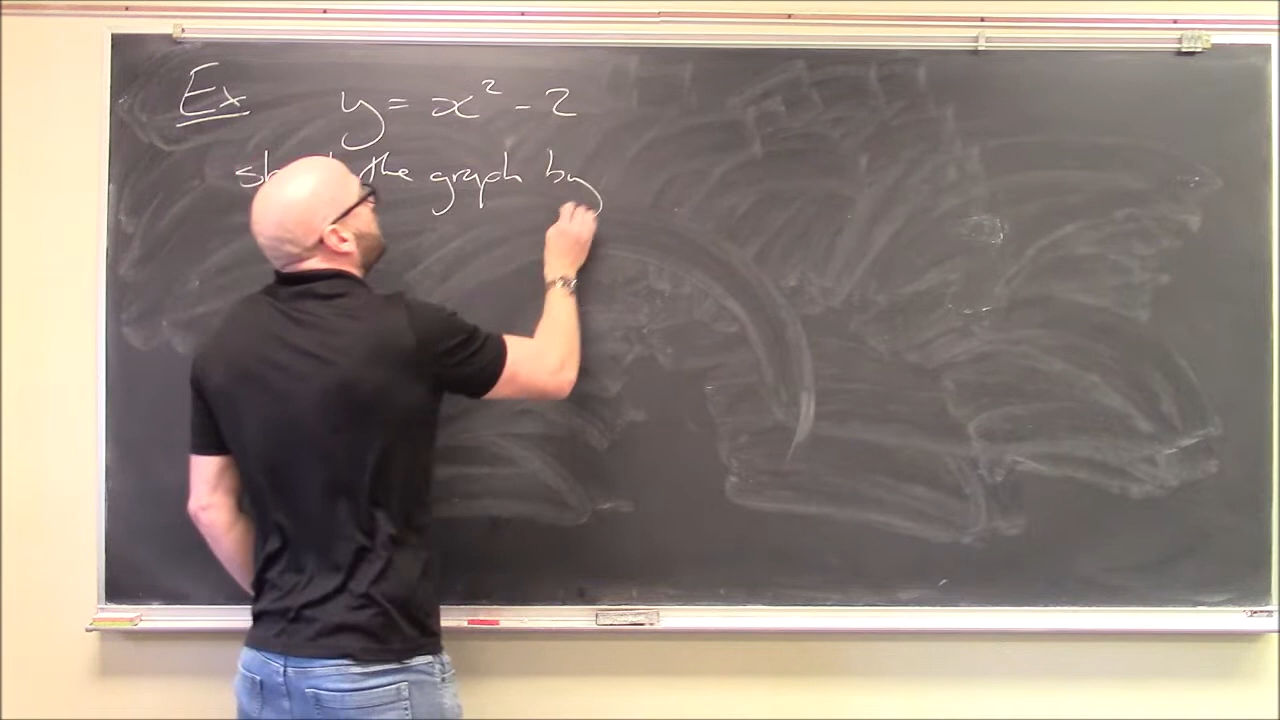 Ex y = x² - 2
the graph by